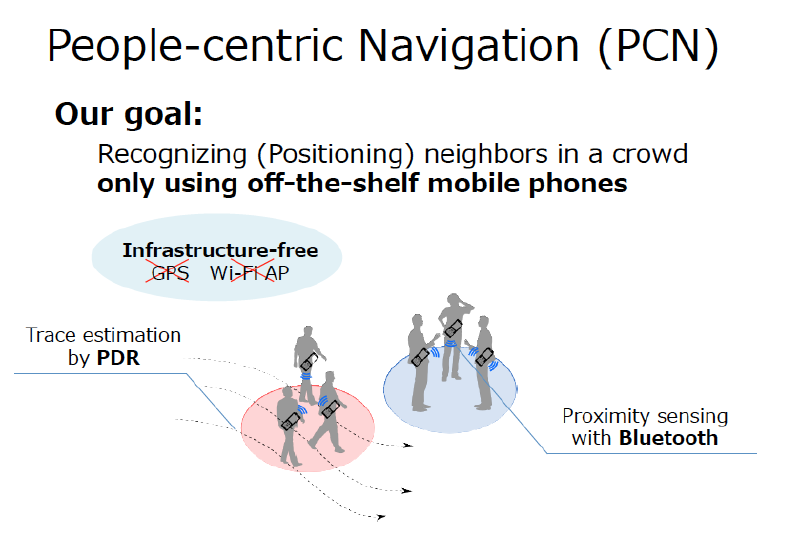 People-centric Navigation (PCN)
Our goal:
Recognizing (Positioning) neighbors in a crowd
only using off-the-shelf mobile phones
Infrastructure-free
GPS Wi-Fi AP
Trace estimation
by PDR
Proximity sensing
with Bluetooth